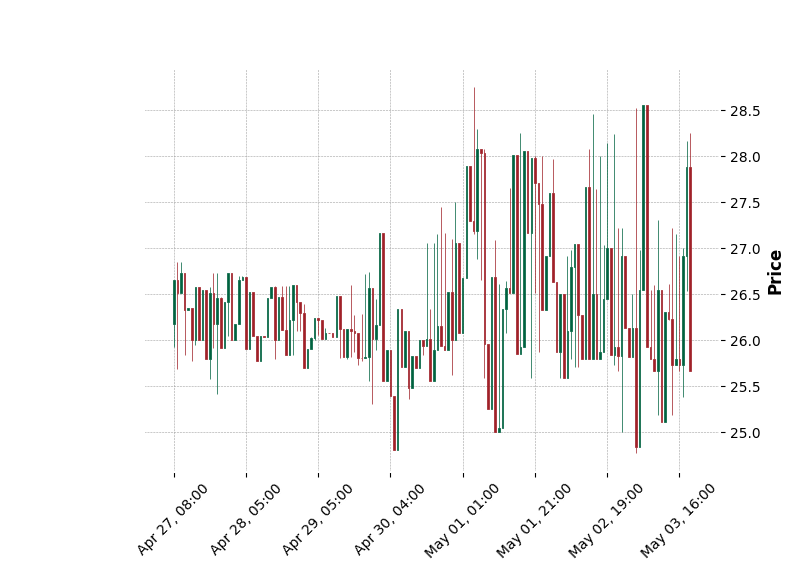 28.5
28.0
27.5
27.0
26.5
26.0
25.5
25.0
Price
Apr 27, 08:00
Apr 28, 05:00
Apr 29, 05:00
Apr 30, 04:00
May 01, 01:00
May 01, 21:00
May 02, 19:00
May 03, 16:00